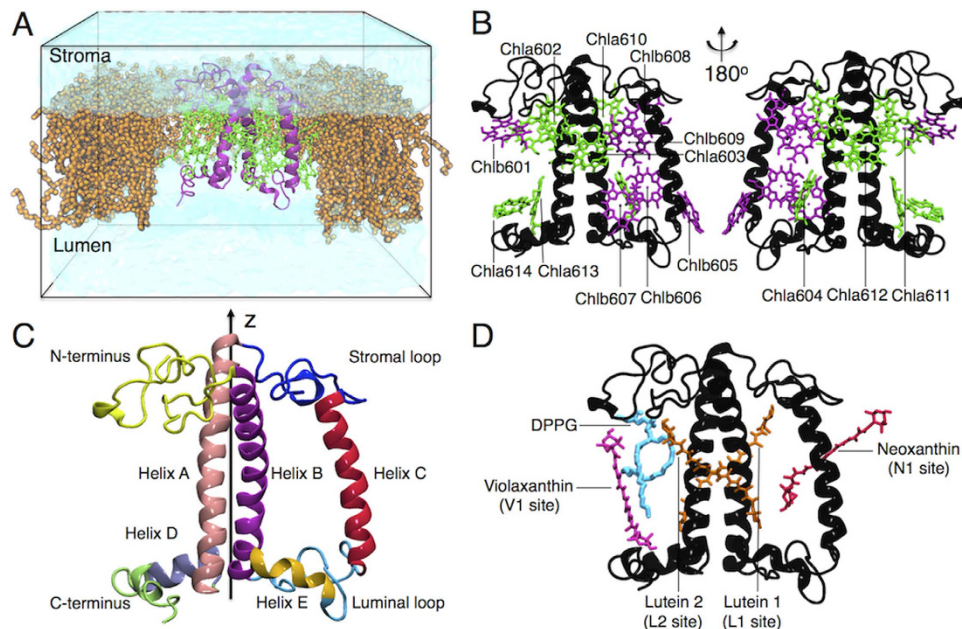 A
Stroma
Lumen
B
Chla610
Chla602
Chlb608
180°
Chlb609
Chla603
Chlb601
Chlb605
Chla614
Chla613
Chlb607
Chlb606
Chla604
Chla612
Chla611
C
z
N-terminus
Stromal loop
Helix A
Helix B
Helix C
Helix D
C-terminus
Helix E
Luminal loop
D
DPPG
Neoxanthin
(N1 site)
Violaxanthin
(V1 site)
Lutein 2
(L2 site)
Lutein 1
(L1 site)